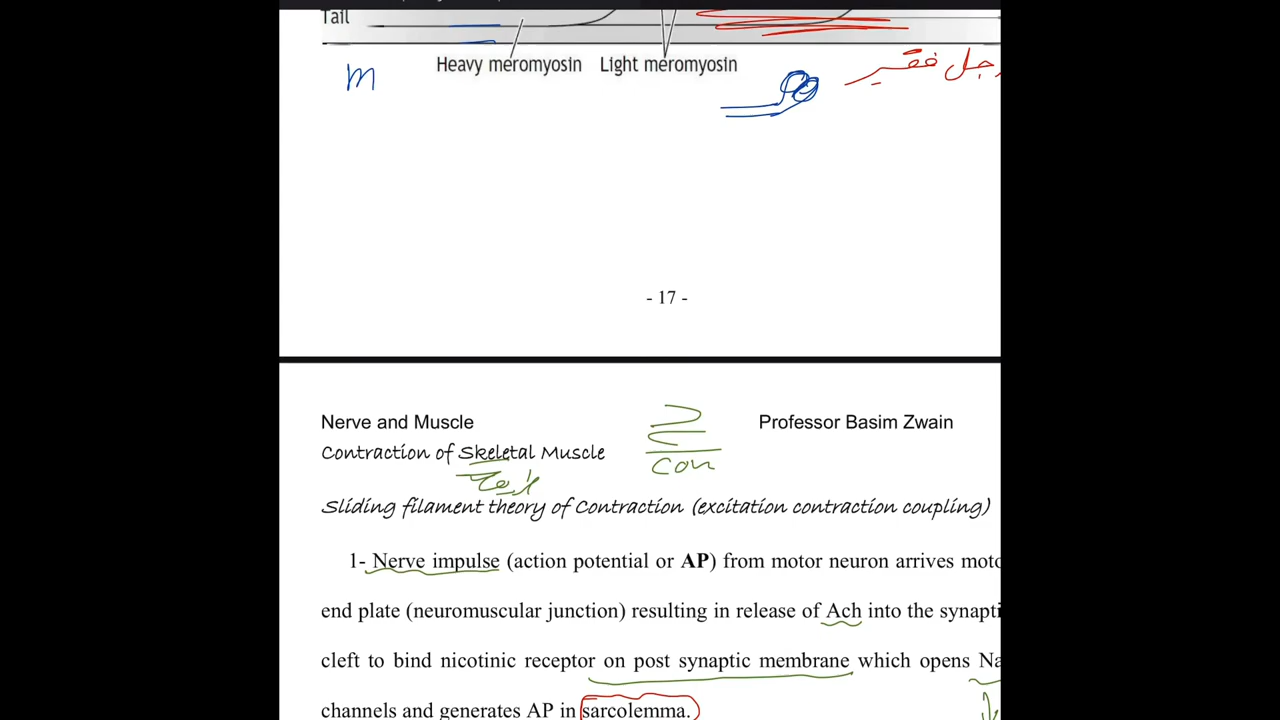 Tail
Heavy meromyosin Light meromyosin
m
رجل فقير
- 17 -
Nerve and Muscle Professor Basim Zwain
Contraction of Skeletal Muscle
con
Sliding filament theory of Contraction (excitation contraction coupling)
1- Nerve impulse (action potential or AP) from motor neuron arrives moto
end plate (neuromuscular junction) resulting in release of Ach into the synapti
cleft to bind nicotinic receptor on post synaptic membrane which opens Na
channels and generates AP in sarcolemma.